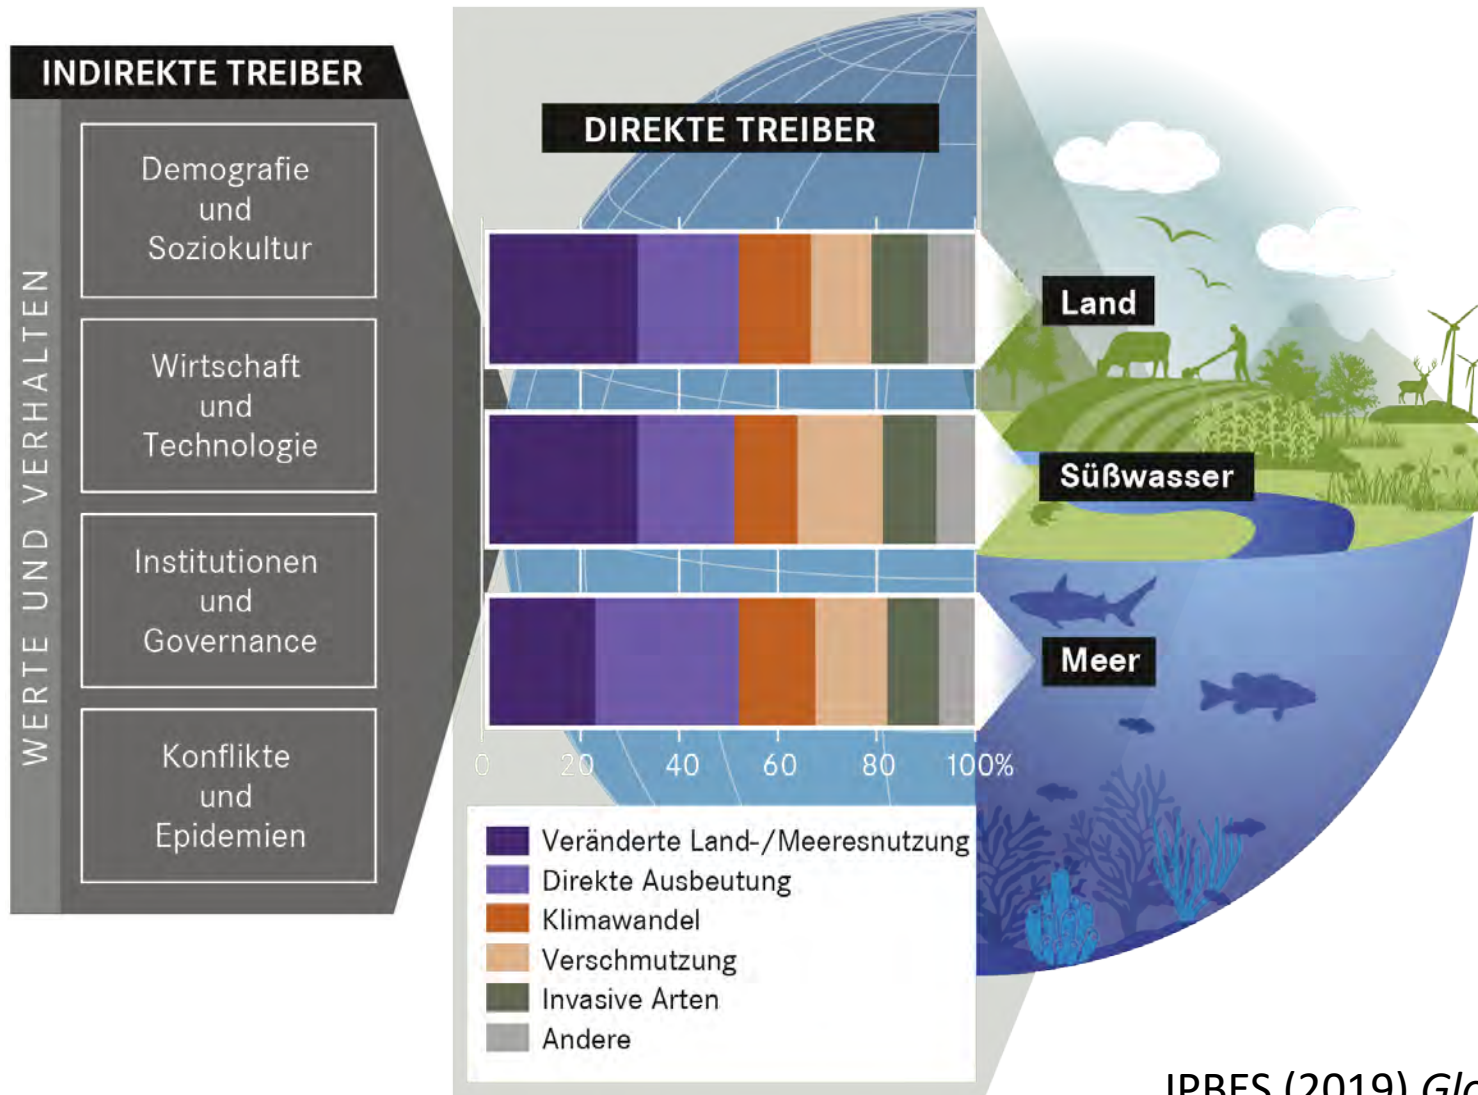 INDIREKTE TREIBER
WERTE UND VERHALTEN
Demografie
und
Soziokultur
Wirtschaft
und
Technologie
Institutionen
und
Governance
Konflikte
und
Epidemien
DIREKTE TREIBER
Land
Süßwasser
Meer
0 20 40 60 80 100%
Veränderte Land-/Meeresnutzung
Direkte Ausbeutung
Klimawandel
Verschmutzung
Invasive Arten
Andere
IPBES (2019) Glo